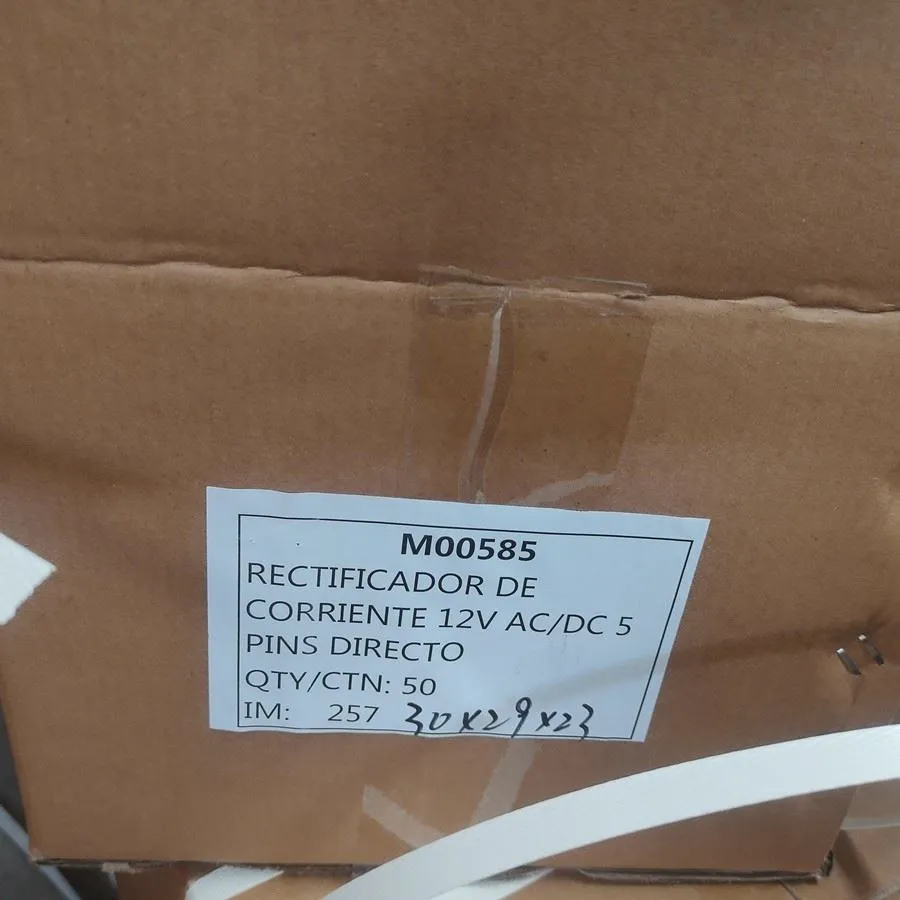 M00585
RECTIFICADOR DE
CORRIENTE 12V AC/DC 5
PINS DIRECTO
QTY/CTN: 50
IM: 257 30x29x23